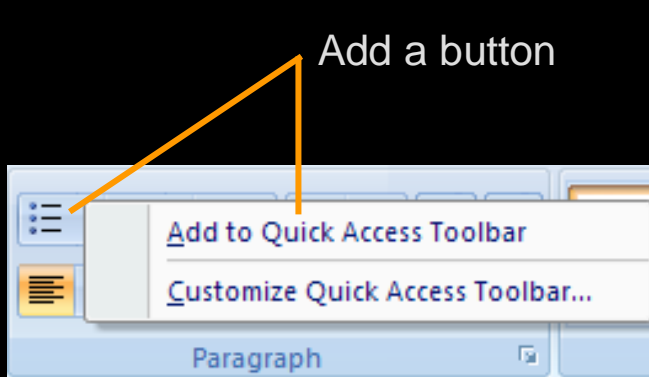 Add a button
Add to Quick Access Toolbar
Customize Quick Access Toolbar...
Paragraph